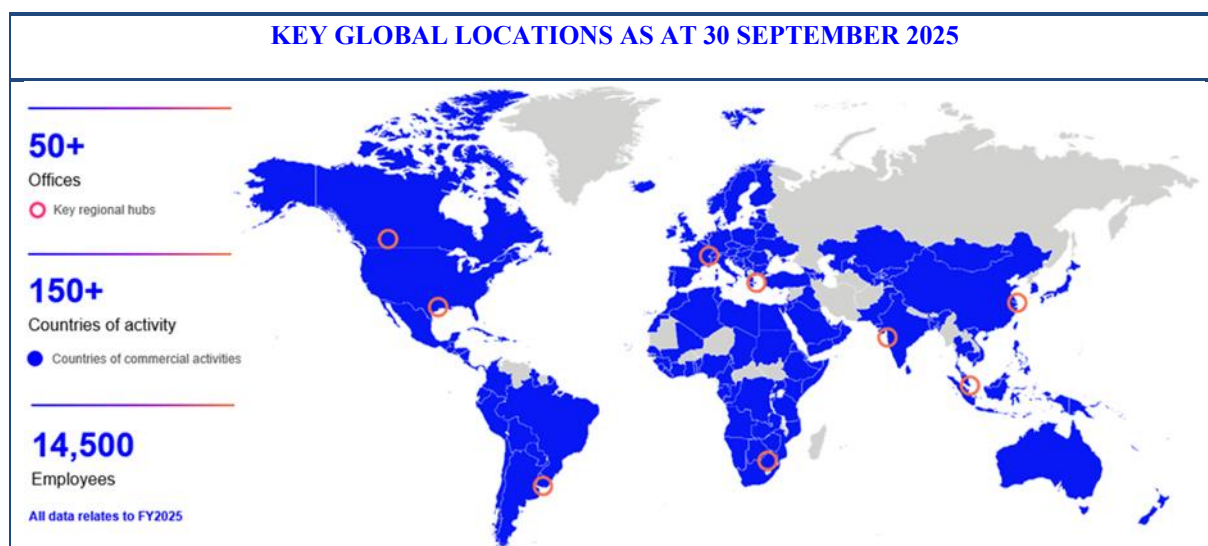 KEY GLOBAL LOCATIONS AS AT 30 SEPTEMBER 2025
50+
Offices
Key regional hubs
150+
Countries of activity
Countries of commercial activities
14,500
Employees
All data relates to FY2025